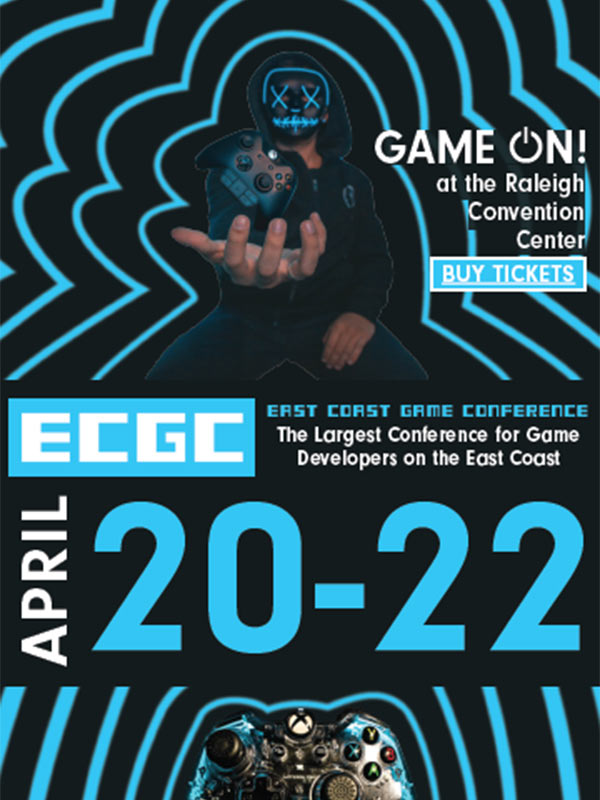 GAME ON!
at the Raleigh
Convention
Center
BUY TICKETS
ECGC
EAST COAST GAME CONFERENCE
The Largest Conference for Game
Developers on the East Coast
APRIL
20-22
Y
X
B
A